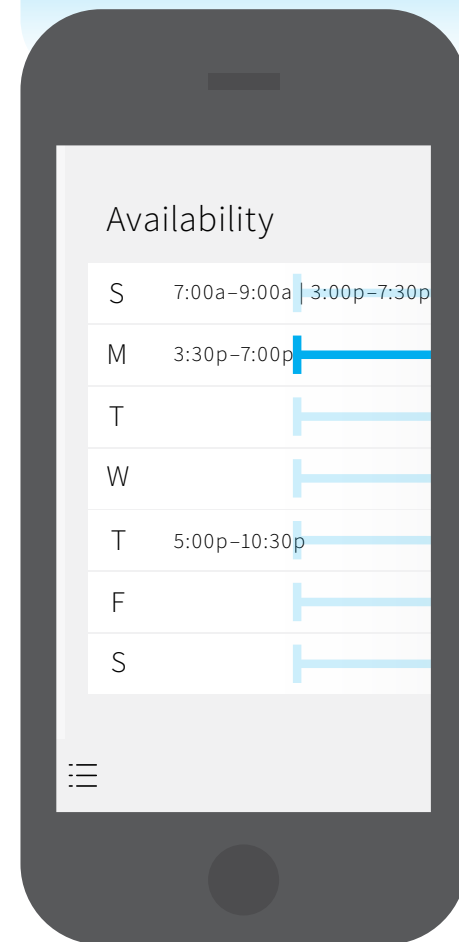 Availability
S 7:00a–9:00a | 3:00p–7:30p
M 3:30p–7:00p
T
W
T 5:00p–10:30p
F
S